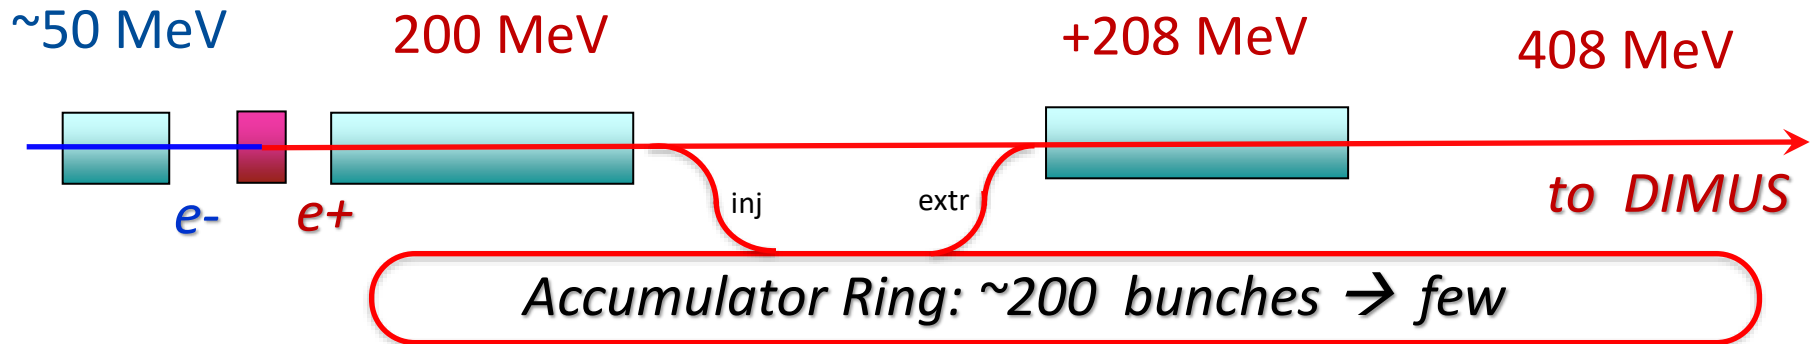 ~50 MeV
200 MeV
+208 MeV
408 MeV
e-
e+
inj
extr
to DIMUS
Accumulator Ring: ~200 bunches → few